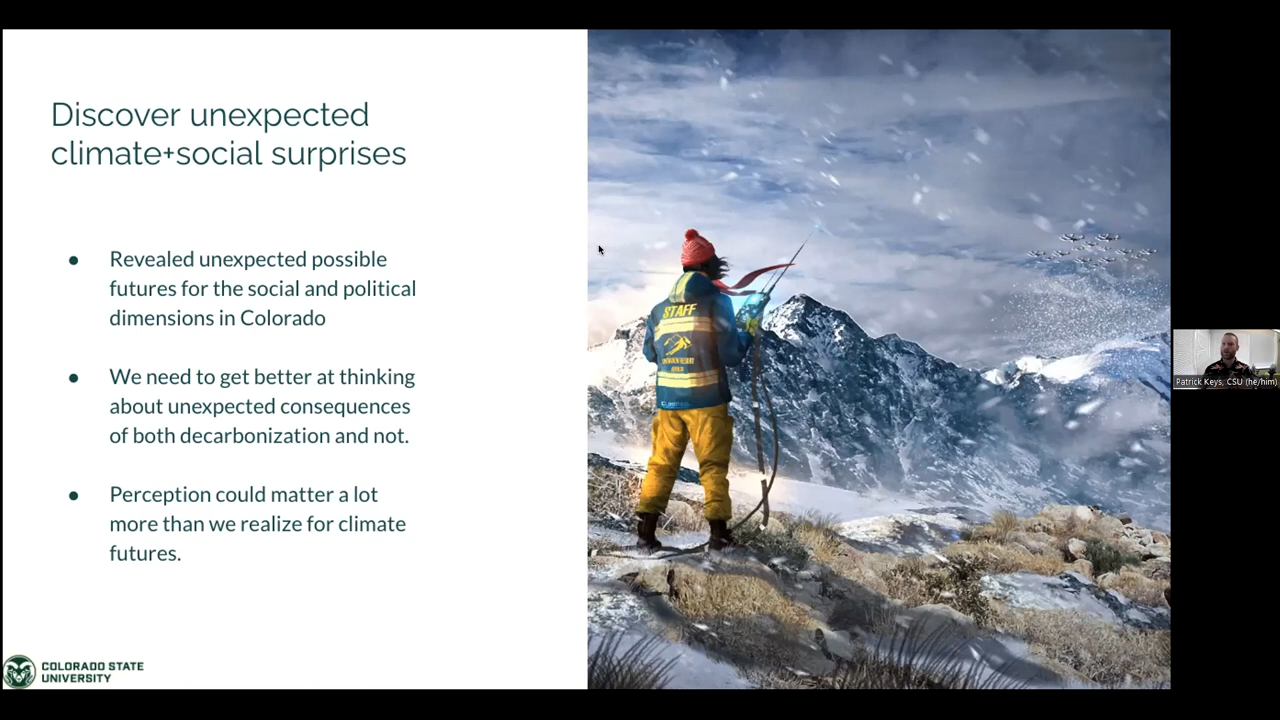 Discover unexpected
climate+social surprises
● Revealed unexpected possible
futures for the social and political
dimensions in Colorado
● We need to get better at thinking
about unexpected consequences
of both decarbonization and not.
● Perception could matter a lot
more than we realize for climate
futures.
STAFF
COLORADO STATE
UNIVERSITY
Patrick Keys, CSU (he/him)